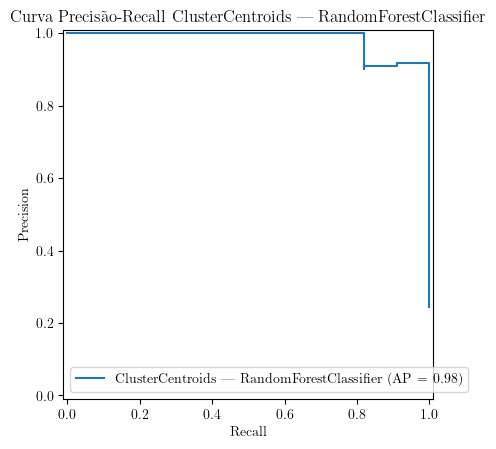 Curva Precisão-Recall ClusterCentroids — RandomForestClassifier
1.0
0.8
0.6
0.4
0.2
0.0
Precision
ClusterCentroids — RandomForestClassifier (AP = 0.98)
0.0 0.2 0.4 0.6 0.8 1.0
Recall